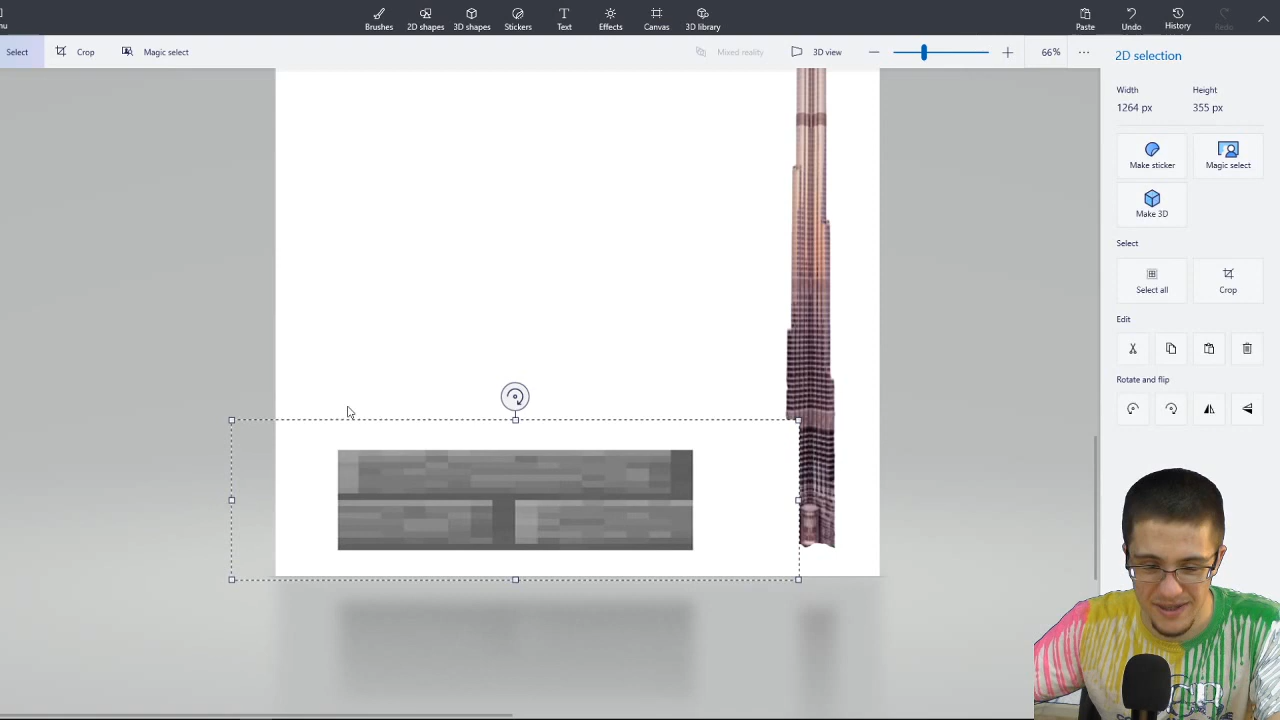 nu
Brushes
2D shapes
3D shapes
Stickers
Text
Effects
Canvas
3D library
Paste
Undo
History
Redo
Select
Crop
Magic select
Mixed reality
3D view
66%
2D selection
Width
Height
1264 px
355 px
Make sticker
Magic select
Make 3D
Select
Select all
Crop
Edit
Rotate and flip